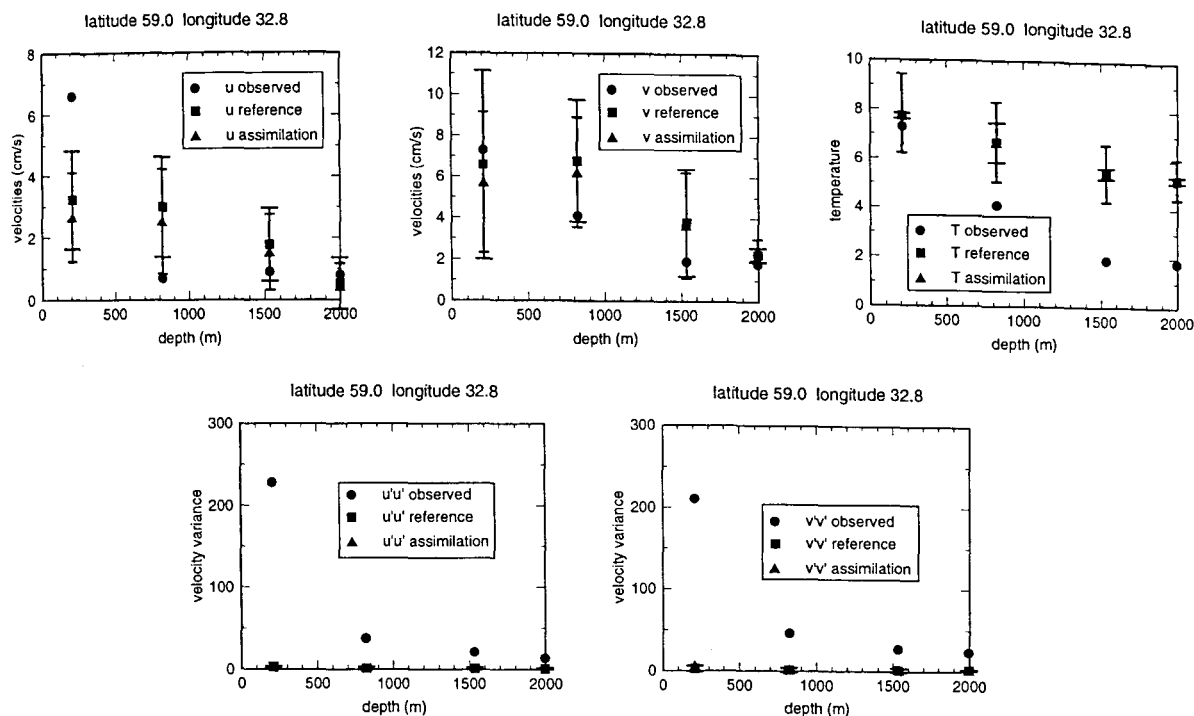 latitude 59.0 longitude 32.8
8
6
4
2
0
velocities (cm/s)
u observed
u reference
u assimilation
0 500 1000 1500 2000
depth (m)
latitude 59.0 longitude 32.8
12
10
8
6
4
2
0
velocities (cm/s)
v observed
v reference
v assimilation
0 500 1000 1500 2000
depth (m)
latitude 59.0 longitude 32.8
10
8
6
4
2
0
temperature
T observed
T reference
T assimilation
0 500 1000 1500 2000
depth (m)
latitude 59.0 longitude 32.8
300
200
100
0
velocity variance
u'u' observed
u'u' reference
u'u' assimilation
0 500 1000 1500 2000
depth (m)
latitude 59.0 longitude 32.8
300
200
100
0
velocity variance
v'v' observed
v'v' reference
v'v' assimilation
0 500 1000 1500 2000
depth (m)